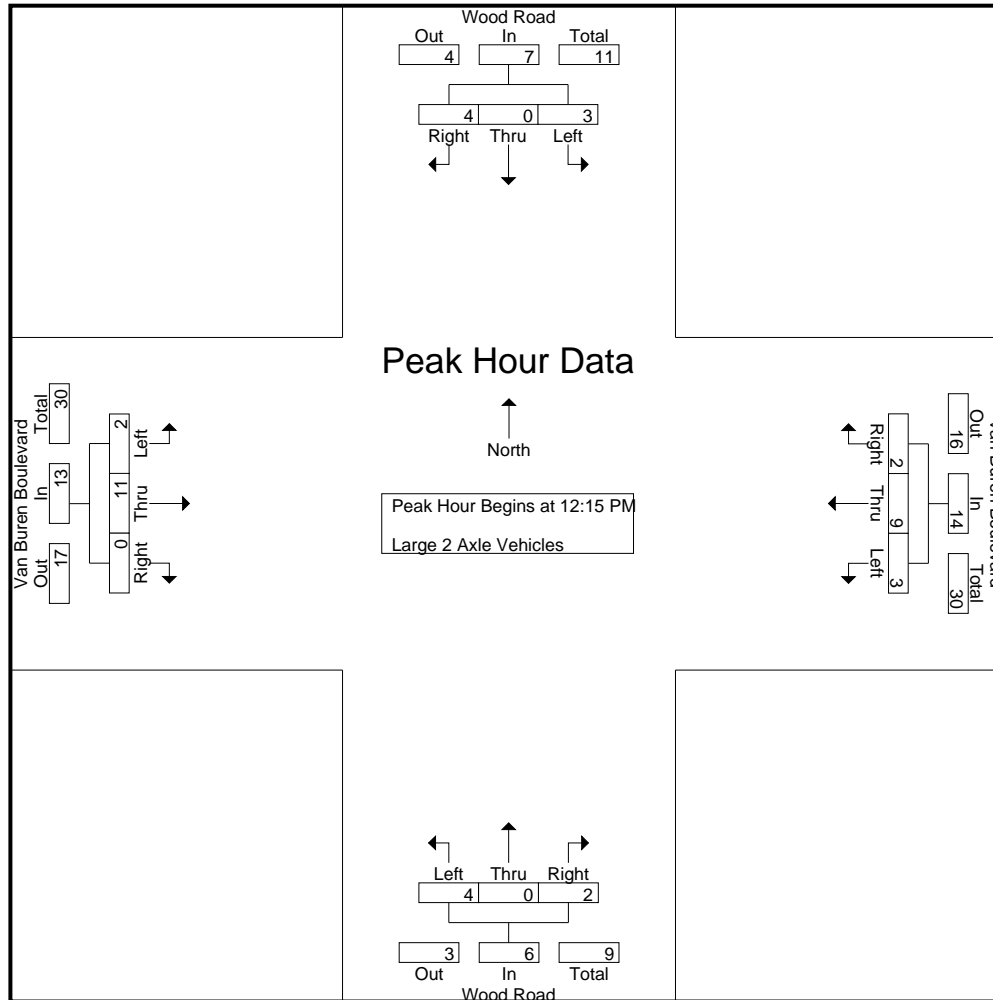 Wood Road
Out In Total
4 7 11
4 0 3
Right Thru Left
Peak Hour Data
North
Peak Hour Begins at 12:15 PM
Large 2 Axle Vehicles
Van Buren Boulevard
Total In Out
30 13 17
2 11 0
Left Thru Right
Right Thru Left
2 9 3
16 14 30
Out In Total
Van Buren Boulevard
Left Thru Right
4 0 2
3 6 9
Out In Total
Wood Road